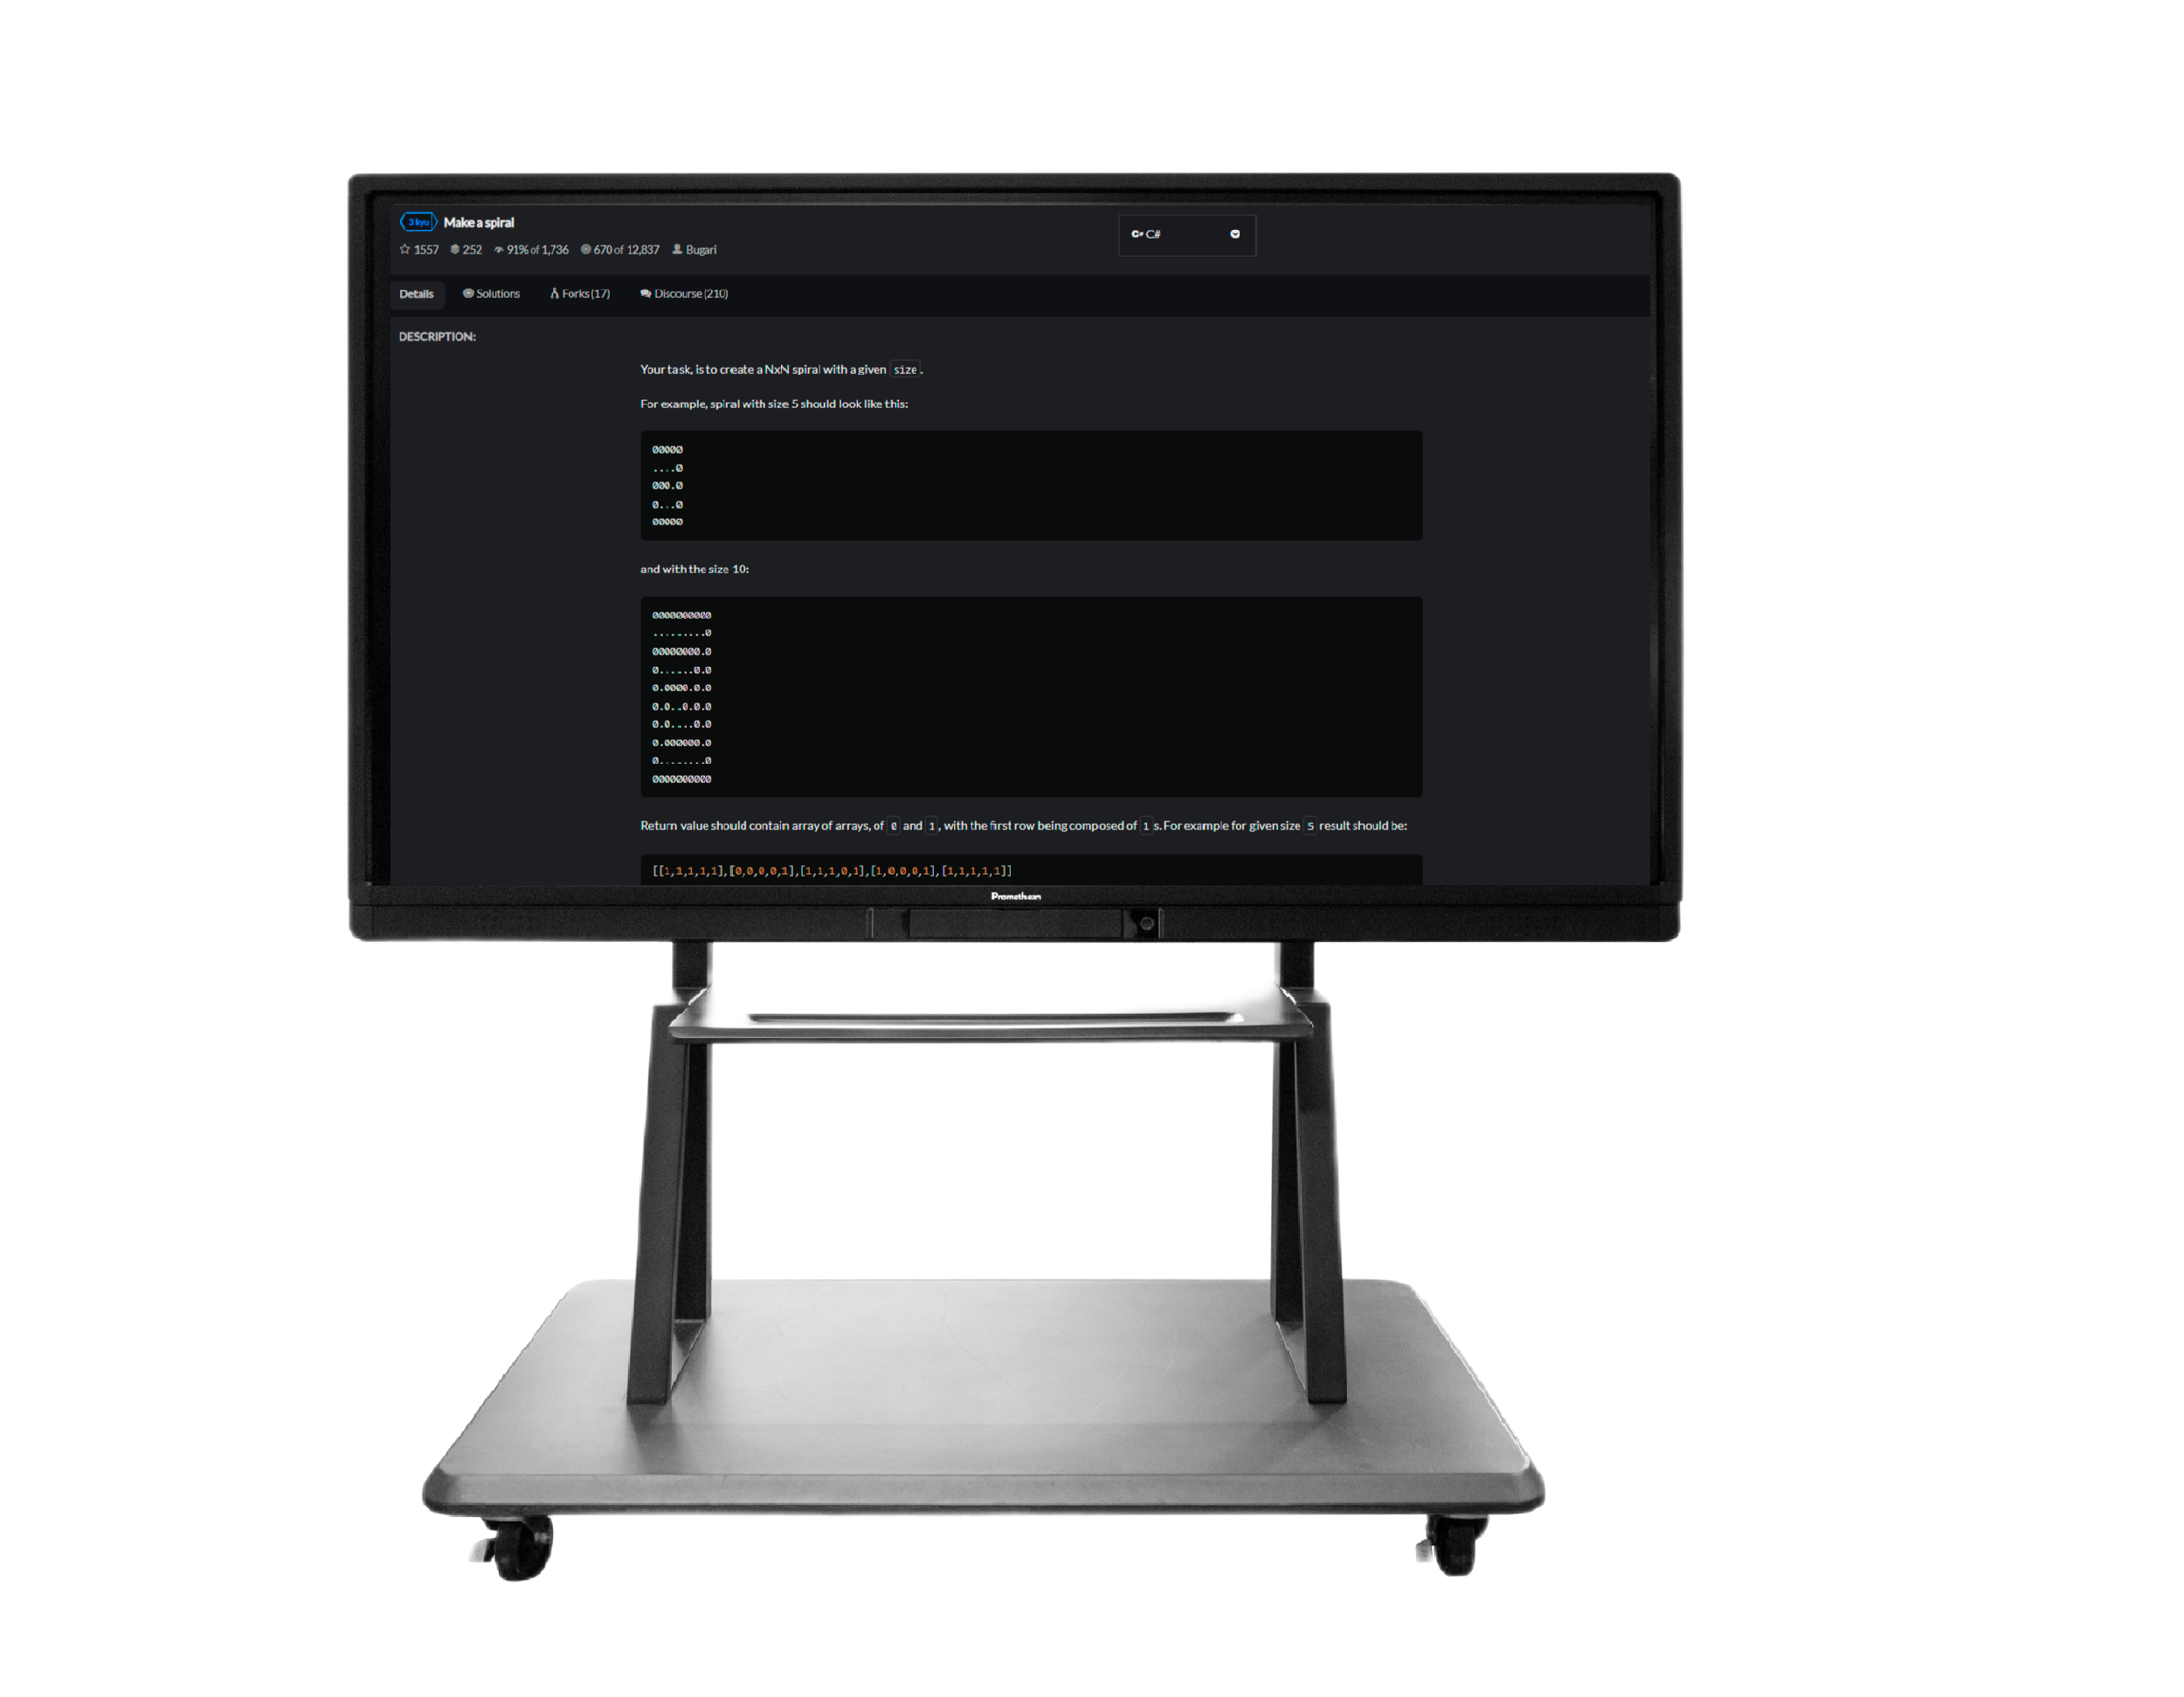 3 kyu Make a spiral
1557 252 91% of 1,736 670 of 12,837 Bugari
C# C#
Details Solutions Forks (17) Discourse (210)
DESCRIPTION:
Your task, is to create a NxN spiral with a given size.
For example, spiral with size 5 should look like this:
00000
....0
000.0
0...0
00000
and with the size 10:
0000000000
.........0
00000000.0
0......0.0
0.0000.0.0
0.0..0.0.0
0.0....0.0
0.000000.0
0........0
0000000000
Return value should contain array of arrays, of 0 and 1, with the first row being composed of 1s. For example for given size 5 result should be:
[[1,1,1,1,1],[0,0,0,0,1],[1,1,1,0,1],[1,0,0,0,1],[1,1,1,1,1]]
Promethean